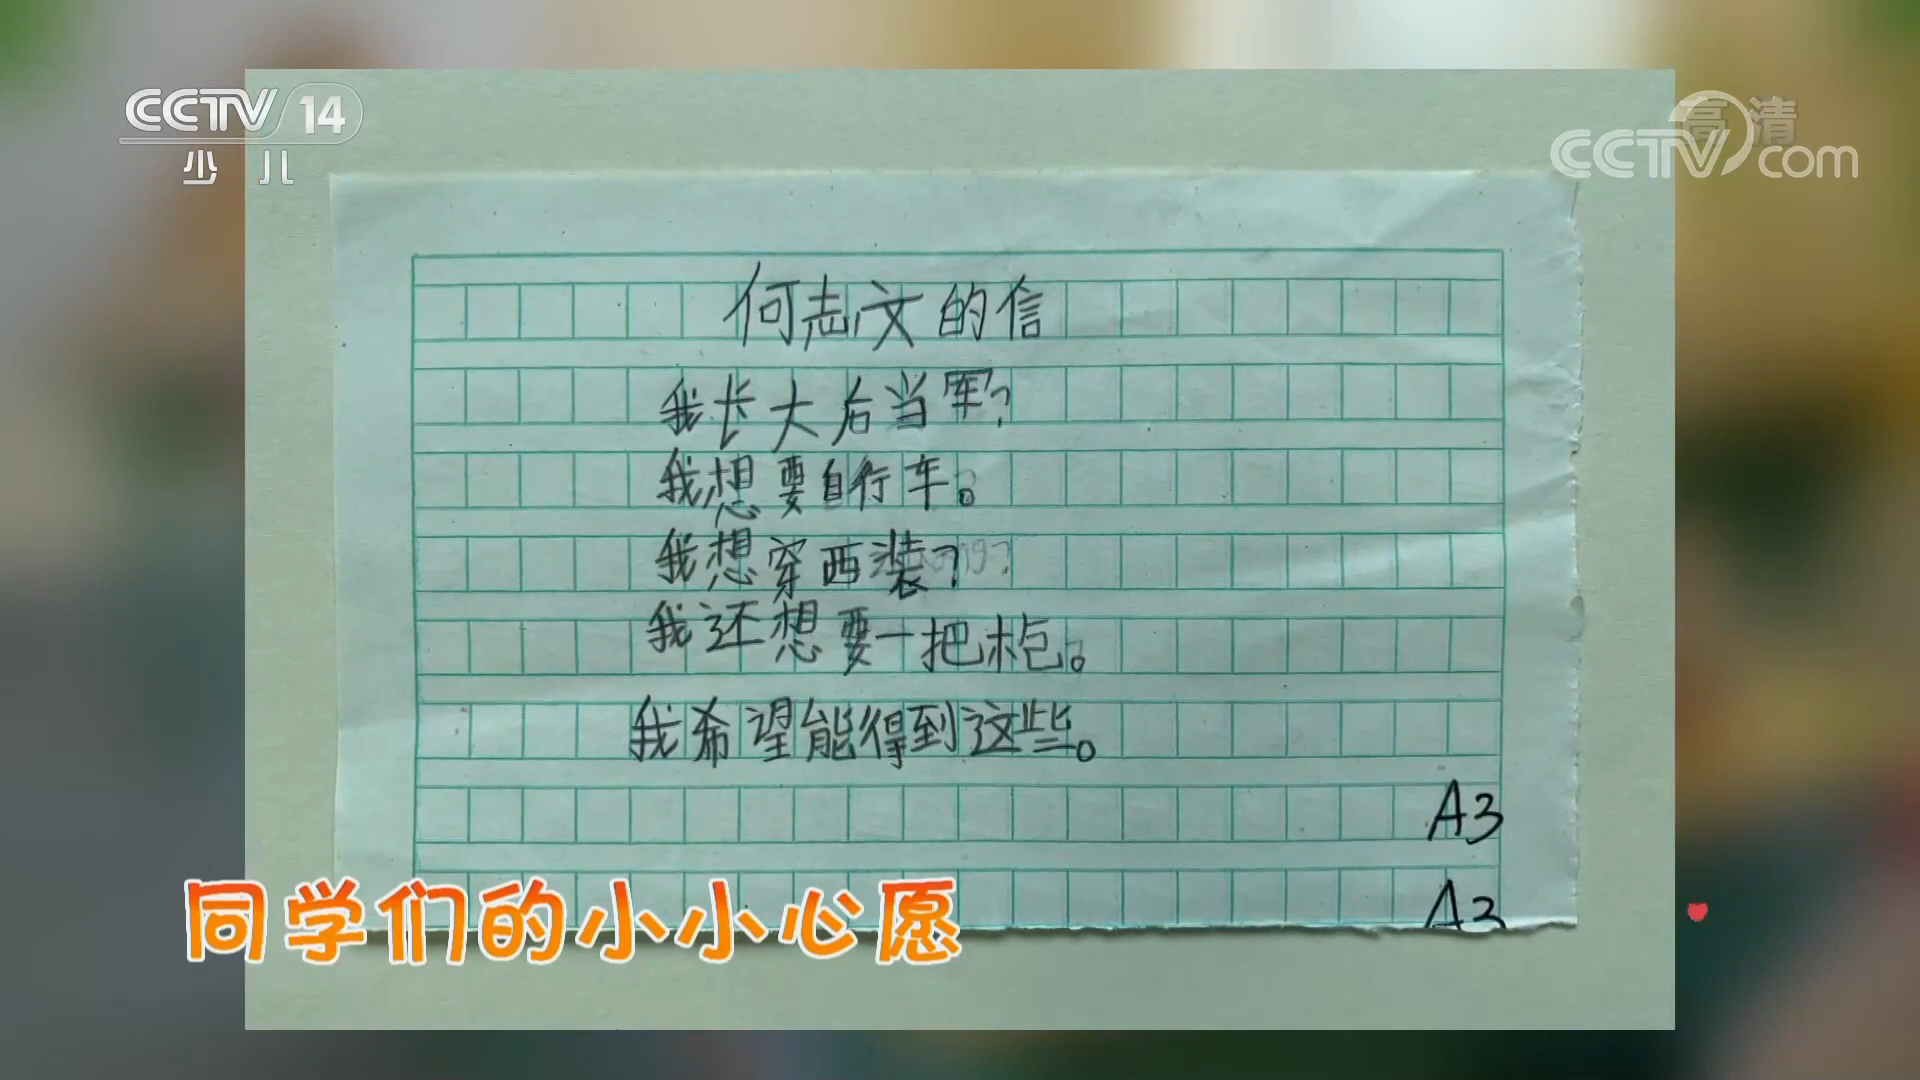 CCTV 14
少儿
高清
CCTV com
何志文的信
我长大后当军?
我想要自行车。
我想穿西装?
我还想要一把枪。
我希望能得到这些。
A3
A3
同学们的小小心愿